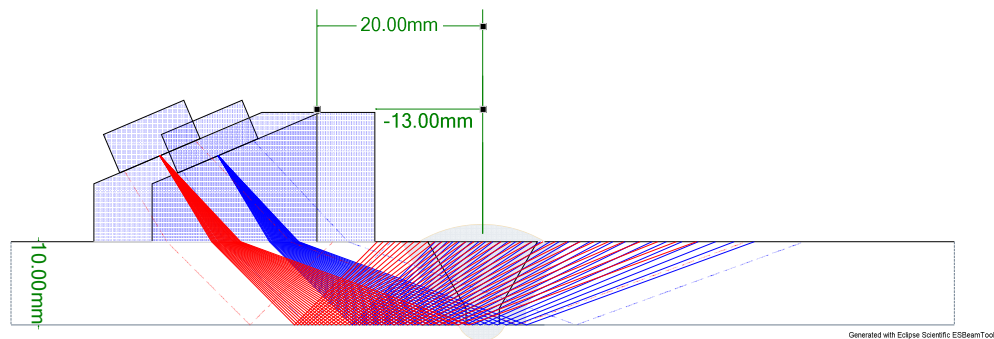 20.00mm
-13.00mm
10.00mm
Generated with Eclipse Scientific ESBeamTool